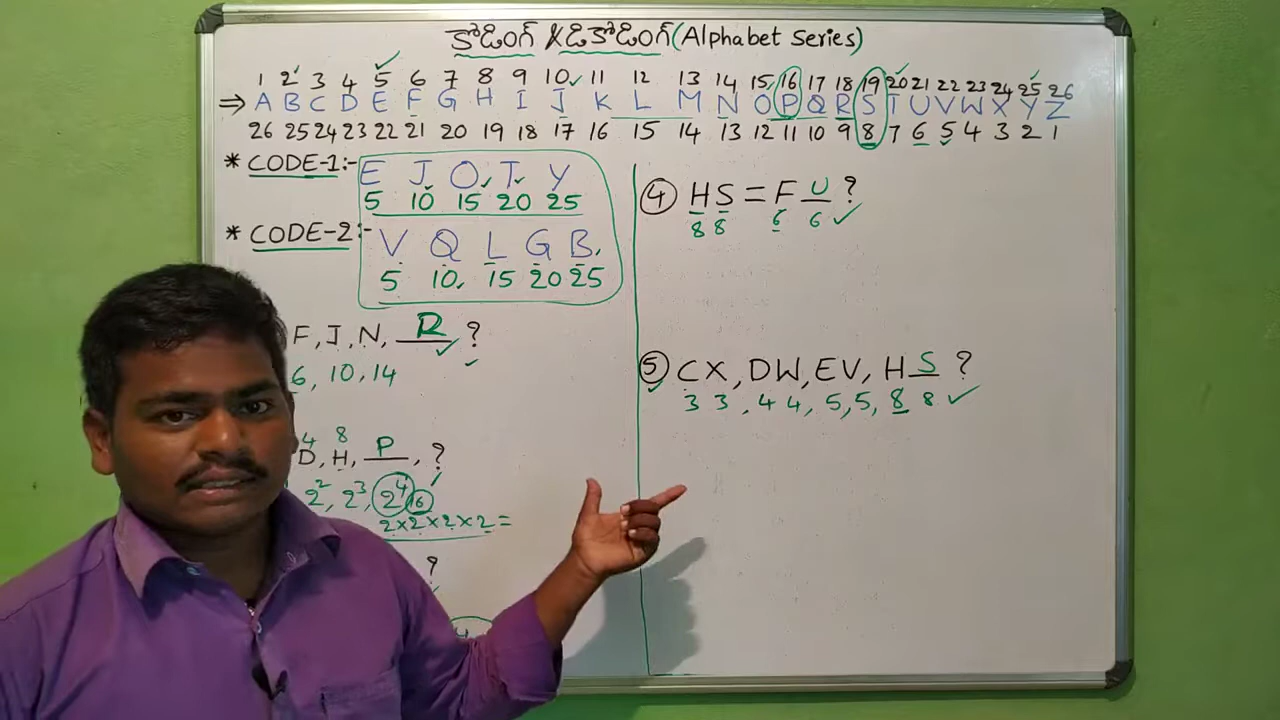 కోడింగ్ & డికోడింగ్ (Alphabet Series)
1 2 3 4 5 6 7 8 9 10 11 12 13 14 15 16 17 18 19 20 21 22 23 24 25 26
⇒ A B C D E F G H I J K L M N O P Q R S T U V W X Y Z
26 25 24 23 22 21 20 19 18 17 16 15 14 13 12 11 10 9 8 7 6 5 4 3 2 1
* CODE-1:- E J O T Y
5 10 15 20 25
* CODE-2:- V Q L G B
5 10 15 20 25
F, J, N, R ?
6, 10, 14
4 8
D, H, P, ?
2², 2³, 2⁴ 16
2×2×2×2=
?
4 HS = F U ?
8 8 6 6
5 CX, DW, EV, H S ?
3 3, 4 4, 5, 5, 8 8